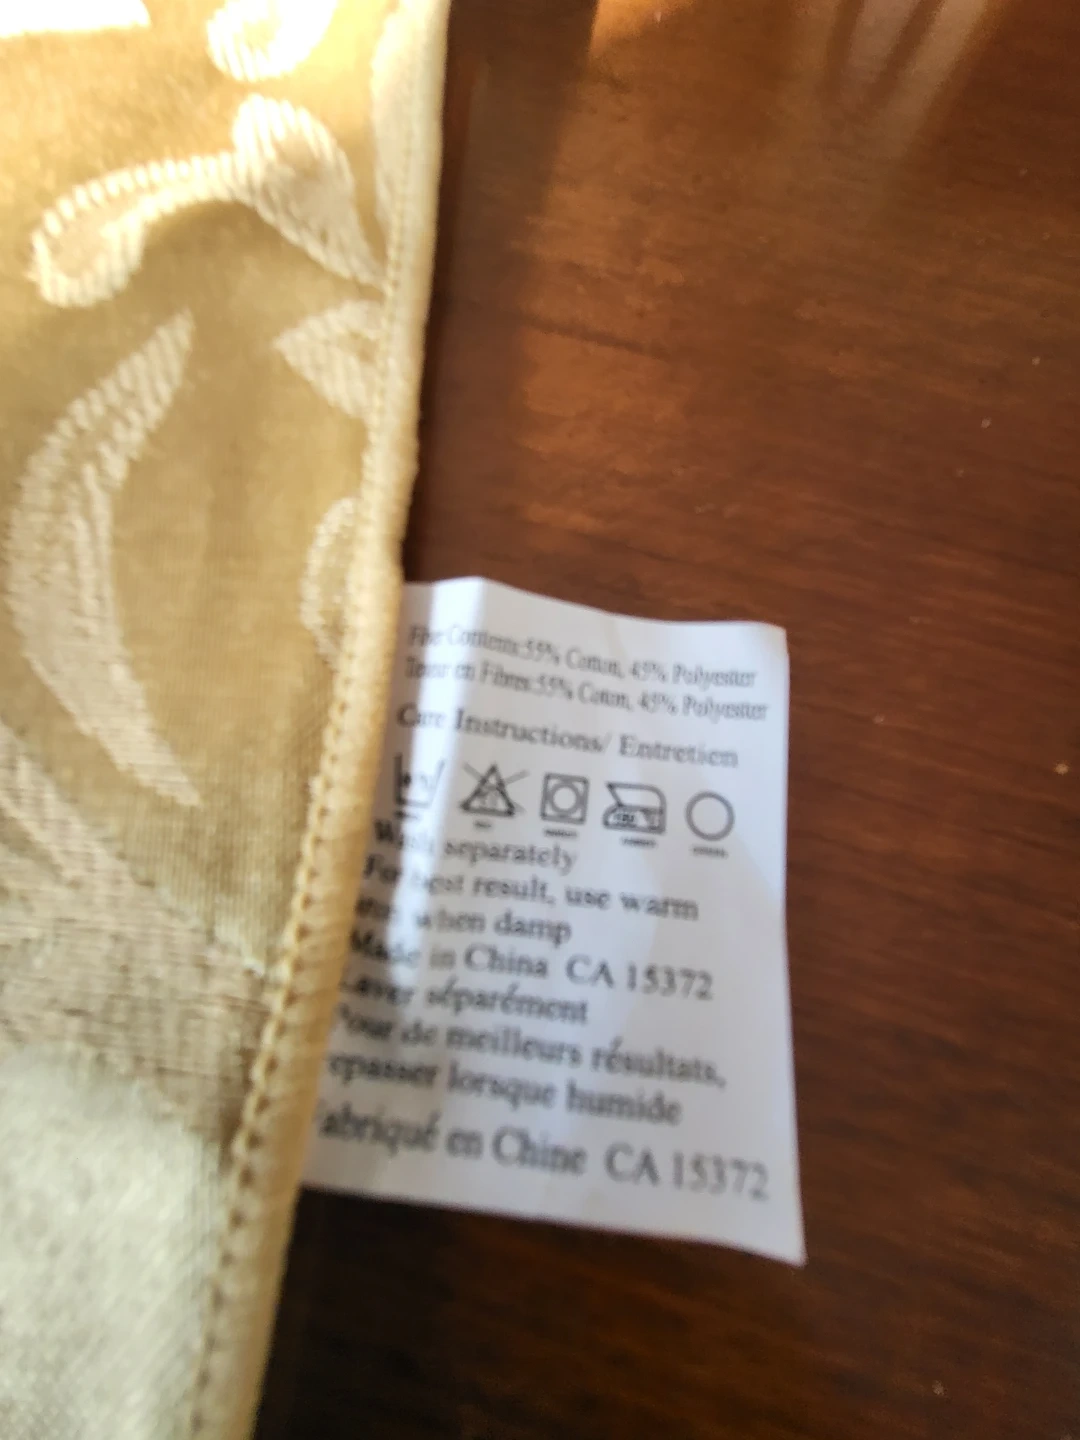 Fibre Contents:55% Cotton, 45% Polyester
Teneur en Fibres:55% Coton, 45% Polyester
Care Instructions/ Entretien
Wash separately
For best result, use warm
when damp
Made in China CA 15372
Laver séparément
Pour de meilleurs résultats,
repasser lorsque humide
Fabriqué en Chine CA 15372